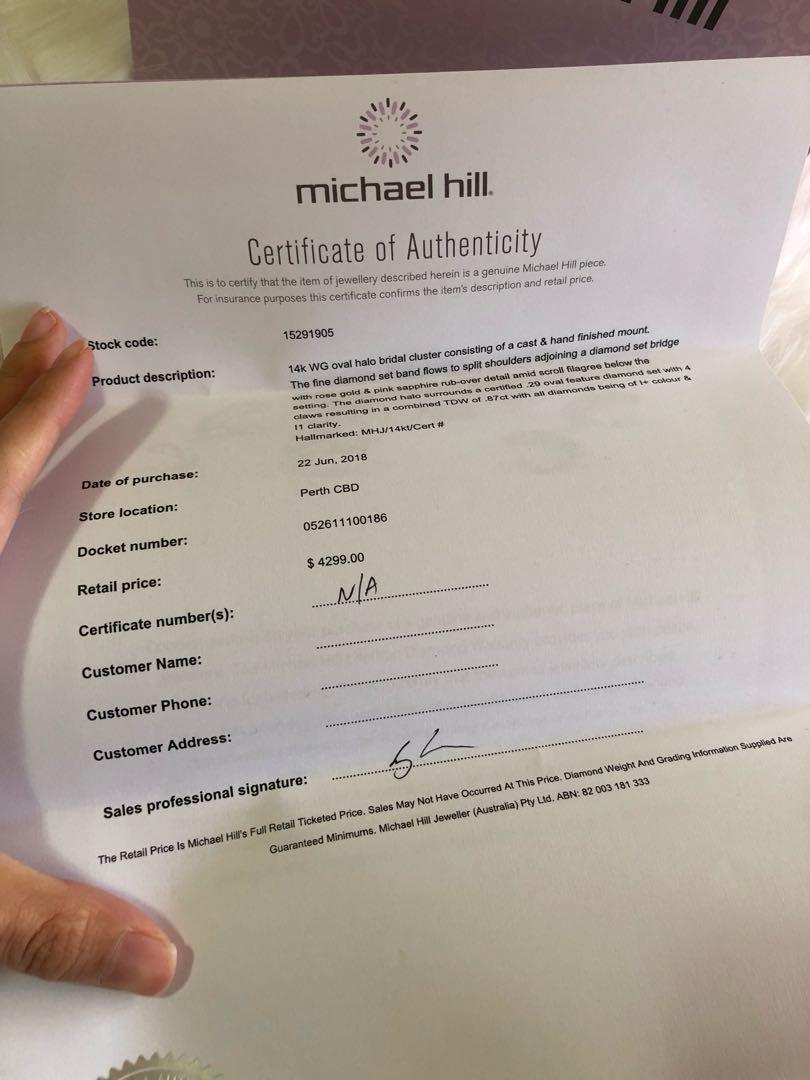 michael hill.
Certificate of Authenticity
This is to certify that the item of jewellery described herein is a genuine Michael Hill piece.
For insurance purposes this certificate confirms the item's description and retail price.
Stock code: 15291905
Product description: 14k WG oval halo bridal cluster consisting of a cast & hand finished mount.
The fine diamond set band flows to split shoulders adjoining a diamond set bridge
with rose gold & pink sapphire rub-over detail amid scroll filagree below the
setting. The diamond halo surrounds a certified .29 oval feature diamond set with 4
claws resulting in a combined TDW of .87ct with all diamonds being of I+ colour &
I1 clarity.
Hallmarked: MHJ/14kt/Cert #
Date of purchase: 22 Jun, 2018
Store location: Perth CBD
Docket number: 052611100186
Retail price: $ 4299.00
Certificate number(s): N/A
Customer Name:
Customer Phone:
Customer Address:
Sales professional signature:
The Retail Price Is Michael Hill's Full Retail Ticketed Price. Sales May Not Have Occurred At This Price. Diamond Weight And Grading Information Supplied Are
Guaranteed Minimums. Michael Hill Jeweller (Australia) Pty Ltd. ABN: 82 003 181 333